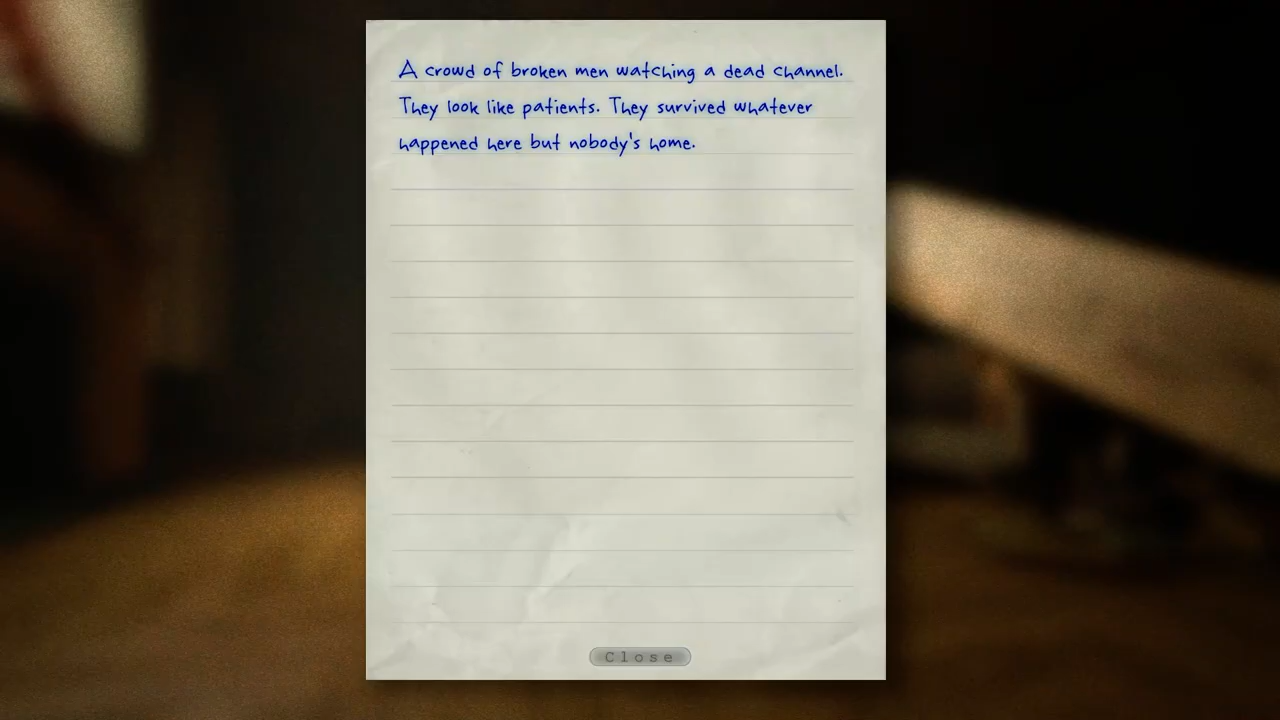 A crowd of broken men watching a dead channel.
They look like patients. They survived whatever
happened here but nobody's home.
Close